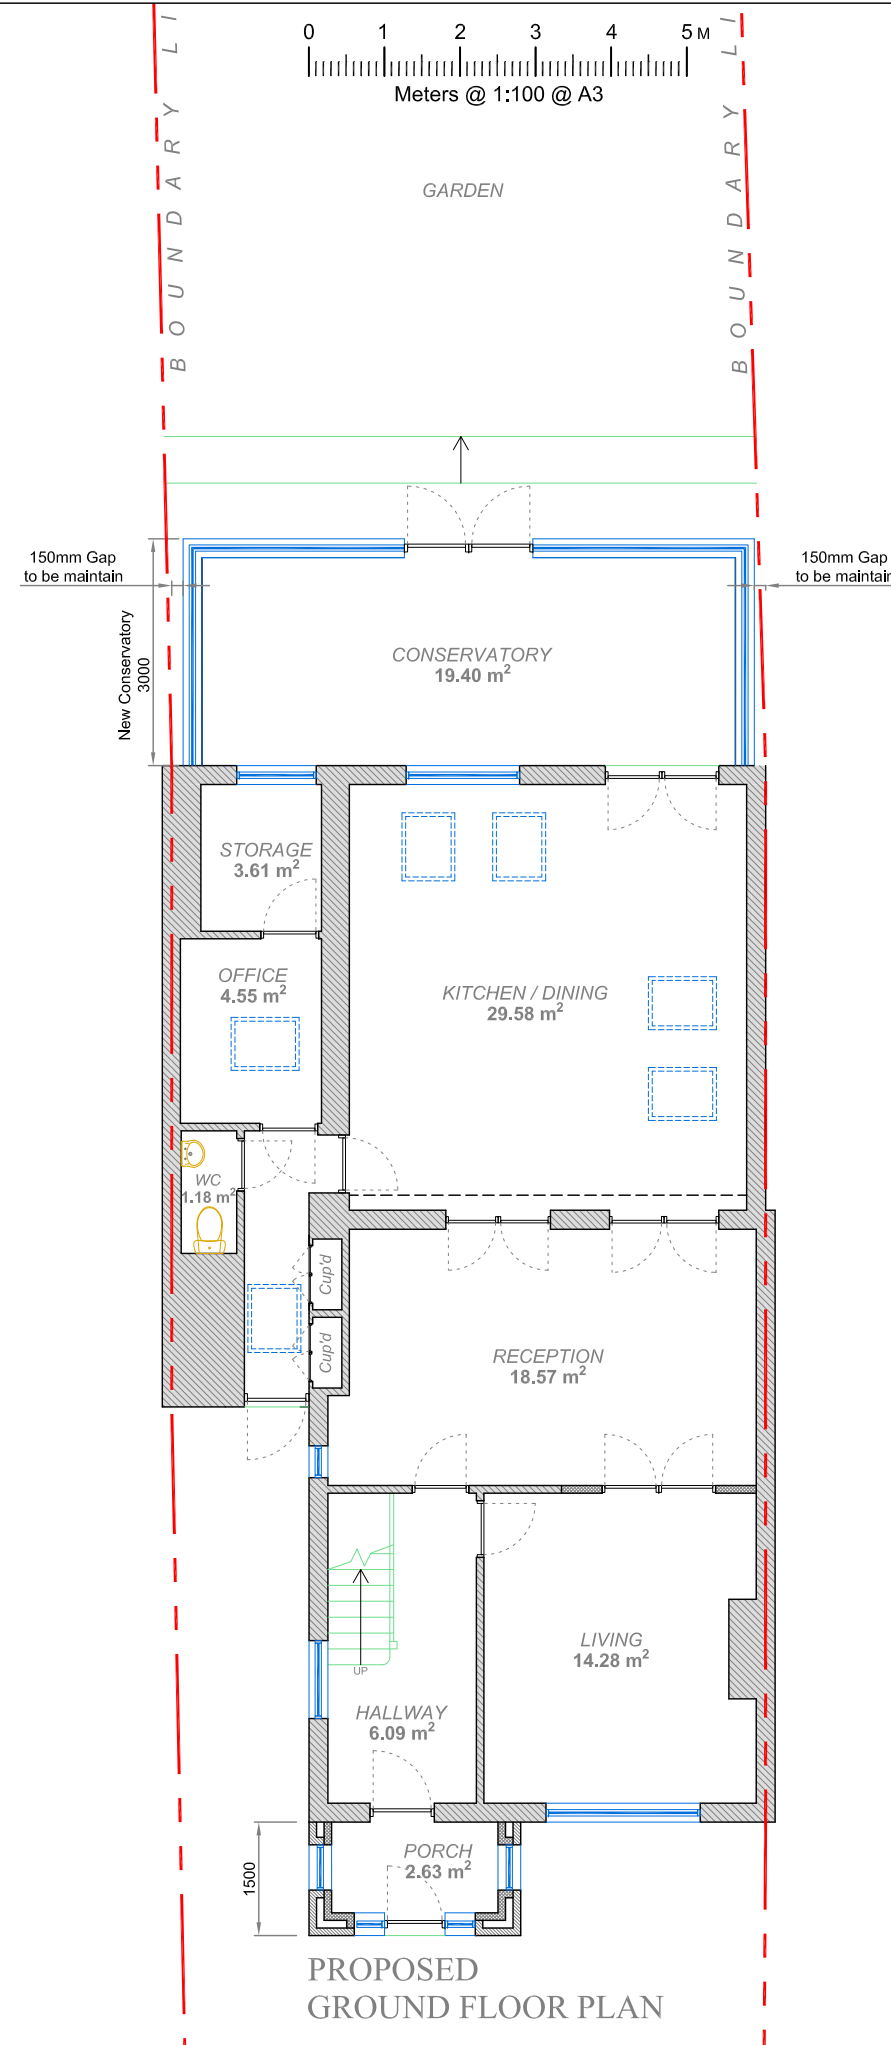 0 1 2 3 4 5 M
Meters @ 1:100 @ A3
BOUNDARY LI
BOUNDARY LI
GARDEN
150mm Gap
to be maintain
150mm Gap
to be maintain
New Conservatory
3000
CONSERVATORY
19.40 m²
STORAGE
3.61 m²
OFFICE
4.55 m²
KITCHEN / DINING
29.58 m²
WC
1.18 m²
Cup'd
Cup'd
RECEPTION
18.57 m²
UP
LIVING
14.28 m²
HALLWAY
6.09 m²
PORCH
2.63 m²
1500
PROPOSED
GROUND FLOOR PLAN